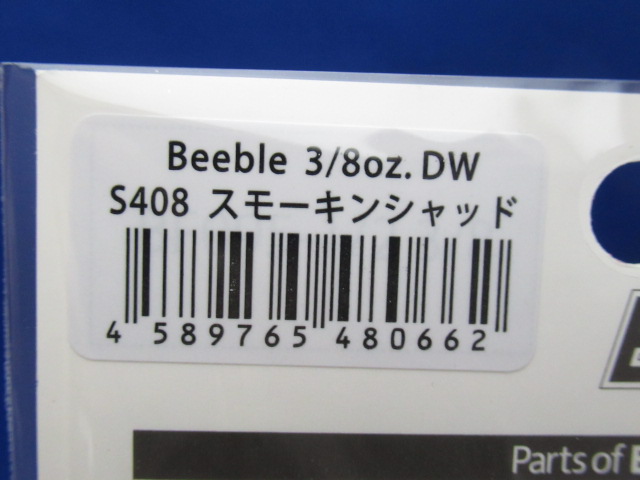 Beeble 3/8oz. DW
S408 スモーキンシャッド
4 589765 480662
Parts of